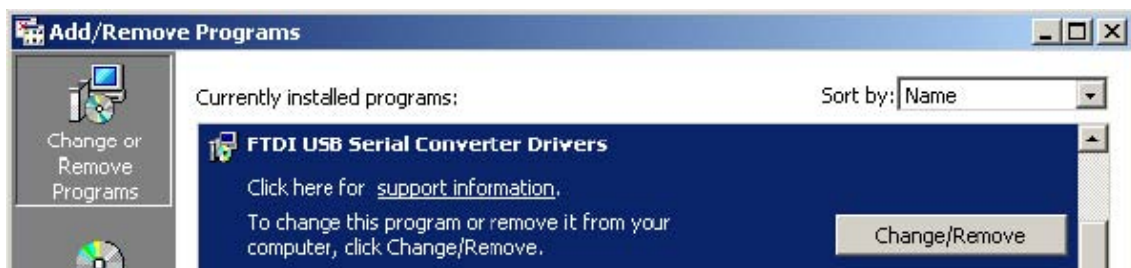 Add/Remove Programs
Change or
Remove
Programs
Currently installed programs:
Sort by: Name
FTDI USB Serial Converter Drivers
Click here for support information.
To change this program or remove it from your
computer, click Change/Remove.
Change/Remove